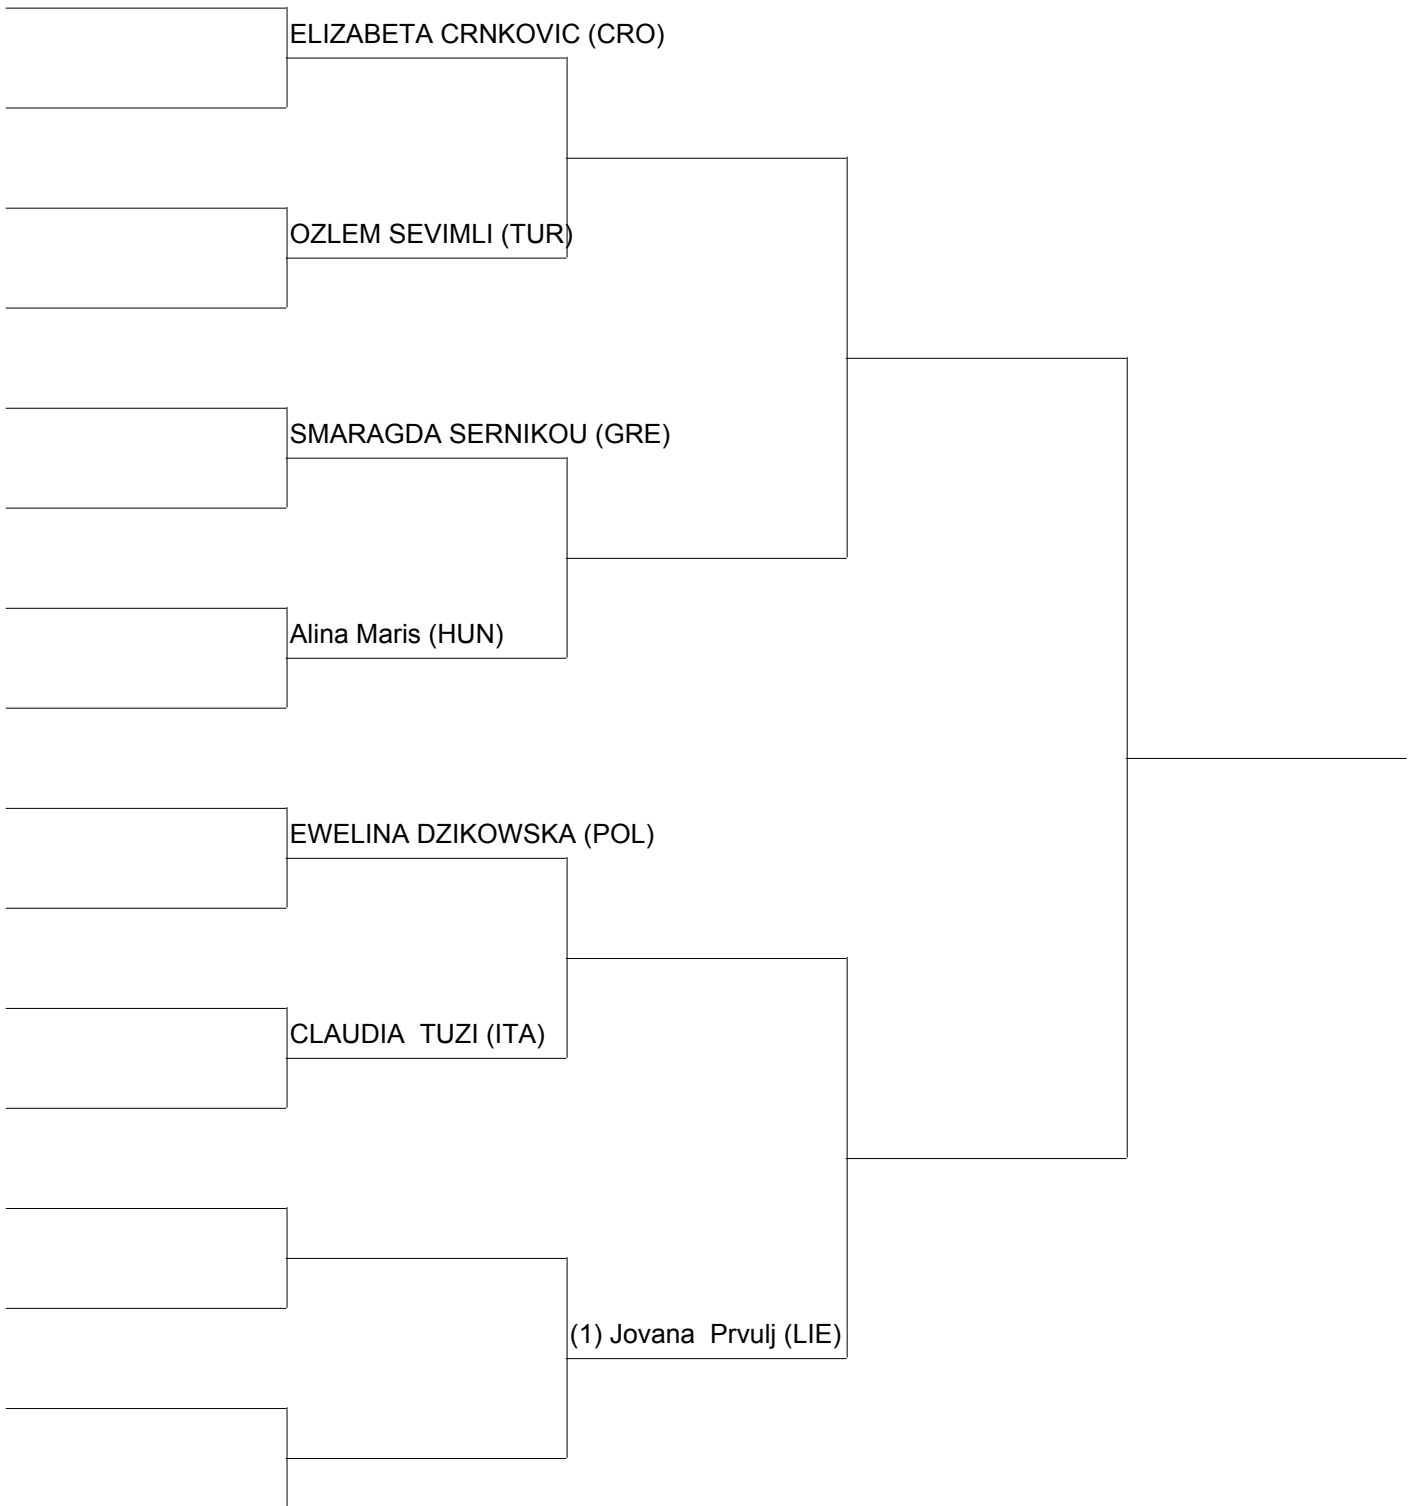 ELIZABETA CRNKOVIC (CRO)
OZLEM SEVIMLI (TUR)
SMARAGDA SERNIKOU (GRE)
Alina Maris (HUN)
EWELINA DZIKOWSKA (POL)
CLAUDIA  TUZI (ITA)
(1) Jovana  Prvulj (LIE)